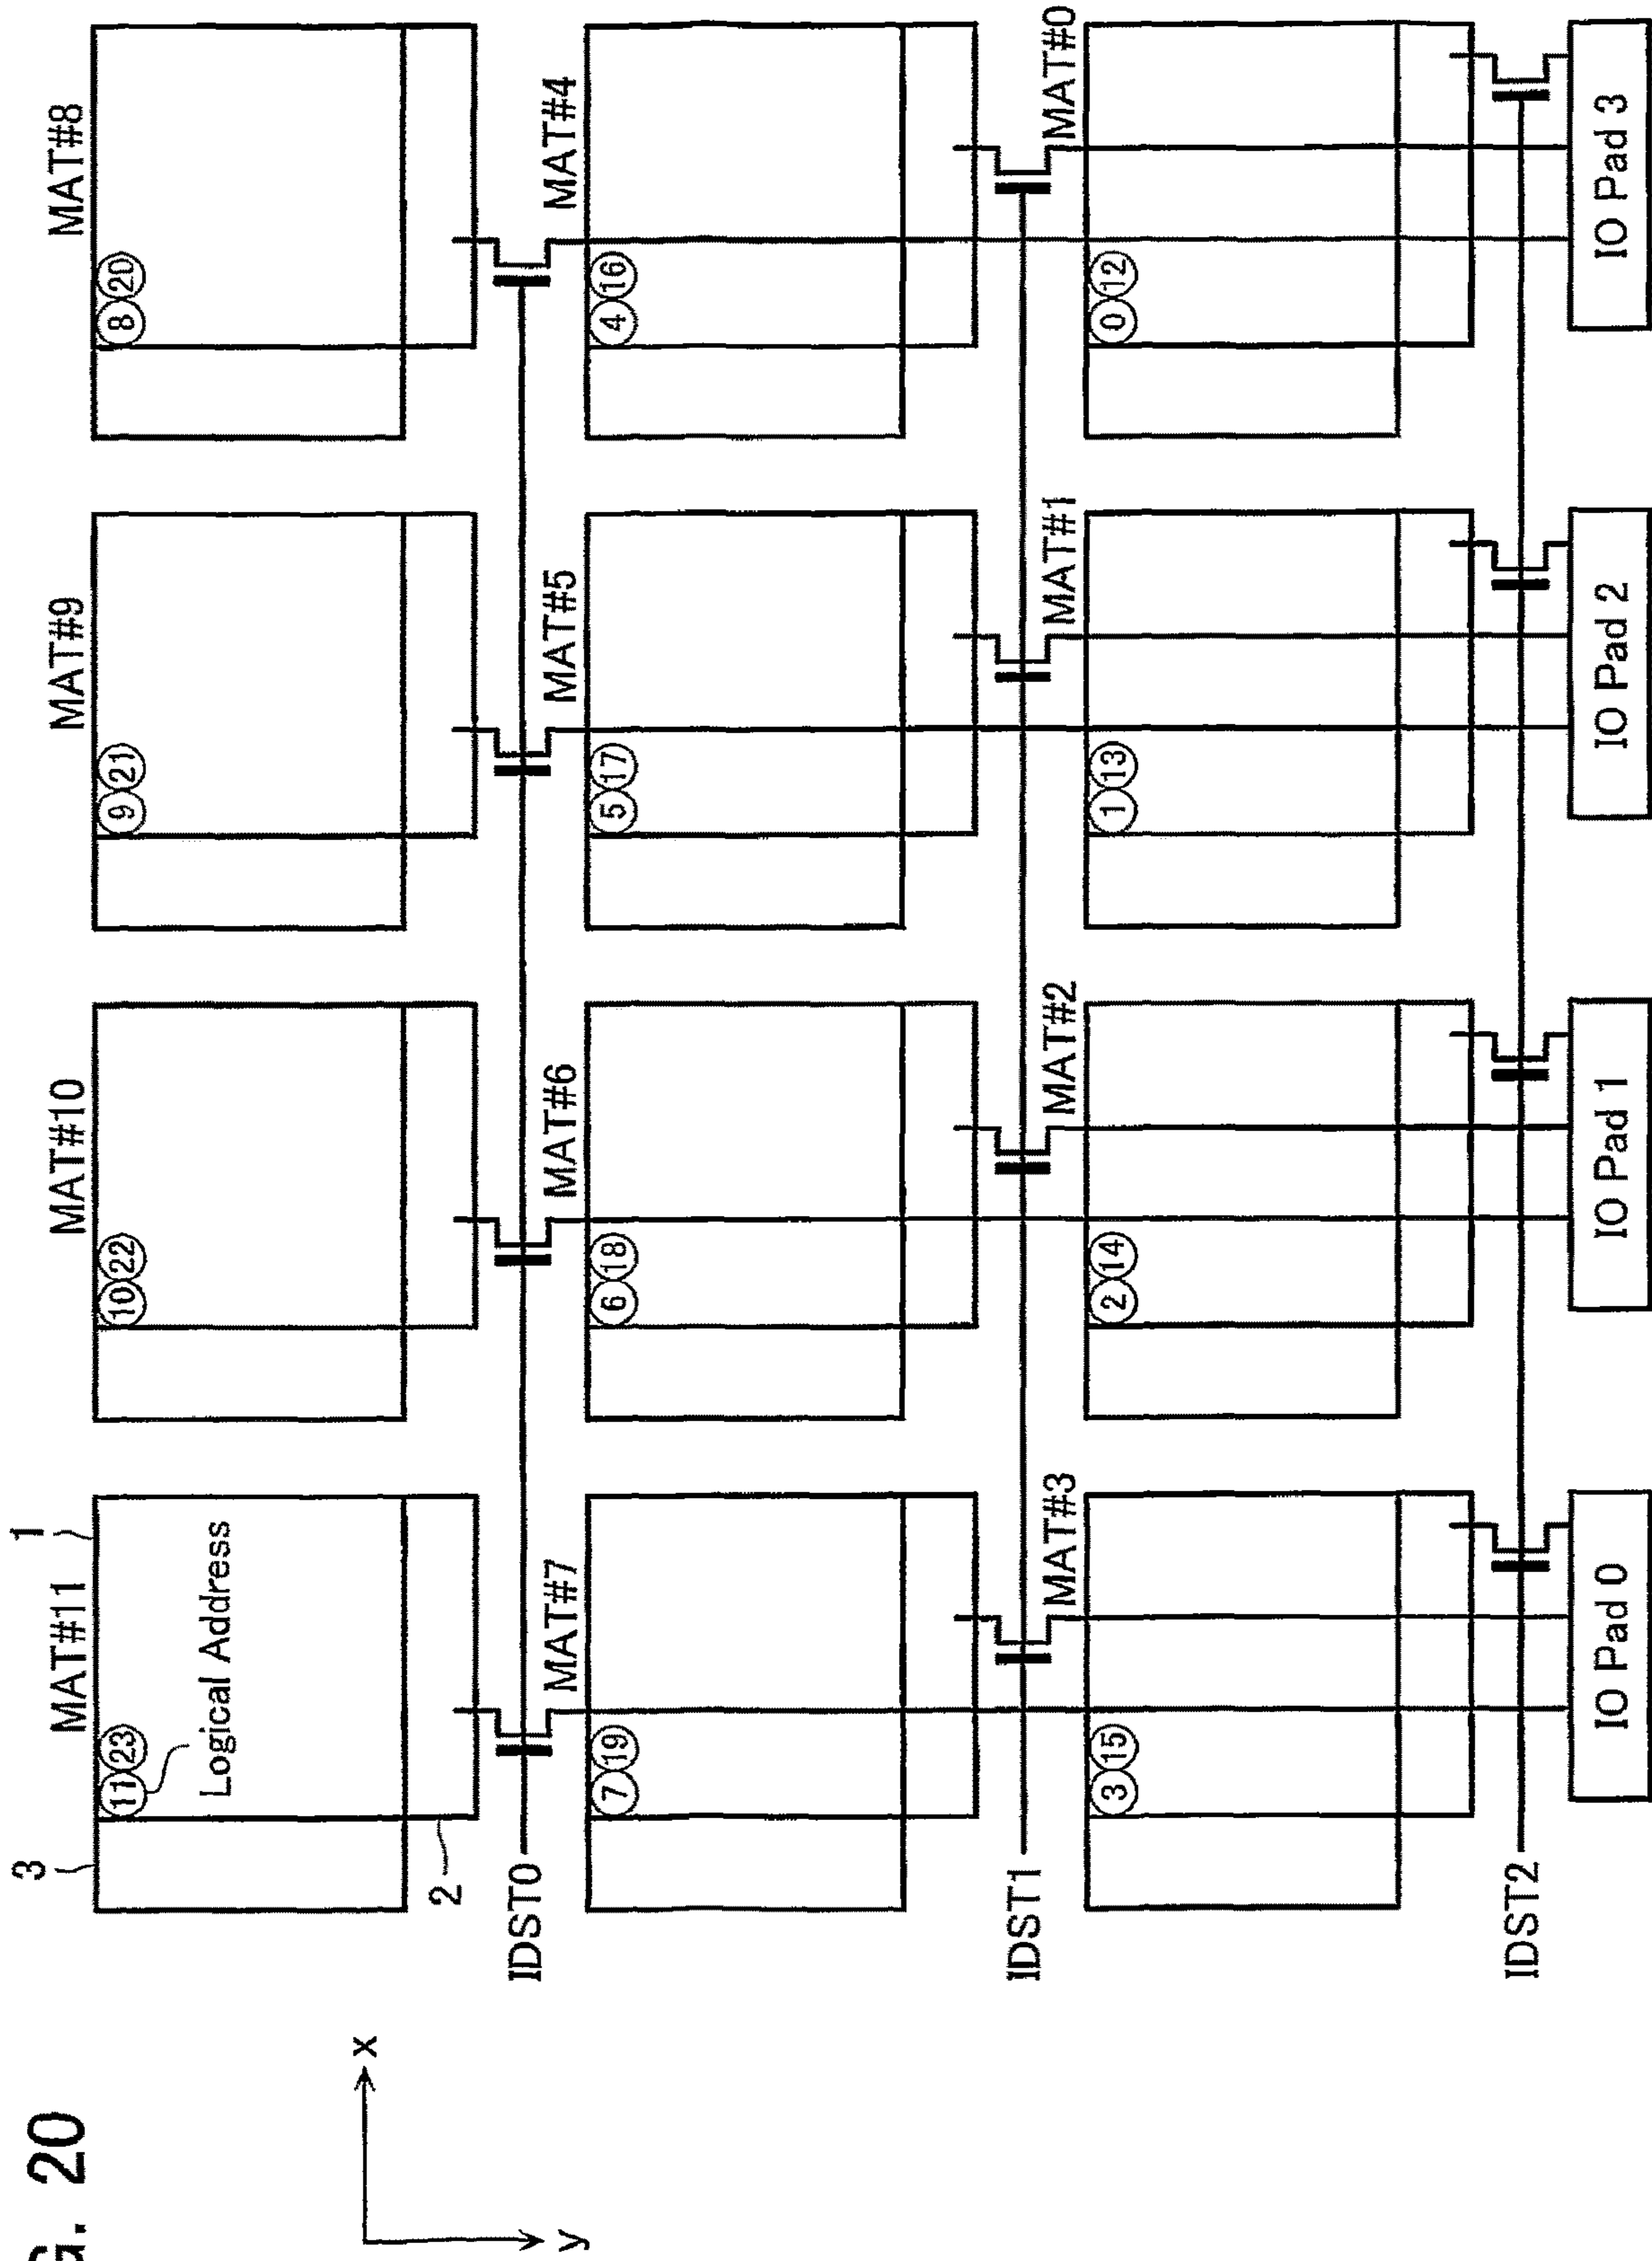 G. 20
x
y
3
1
2
MAT#11
MAT#10
MAT#9
MAT#8
11 23
10 22
9 21
8 20
Logical Address
IDST0
MAT#7
MAT#6
MAT#5
MAT#4
7 19
6 18
5 17
4 16
IDST1
MAT#3
MAT#2
MAT#1
MAT#0
3 15
2 14
1 13
0 12
IDST2
IO Pad 0
IO Pad 1
IO Pad 2
IO Pad 3